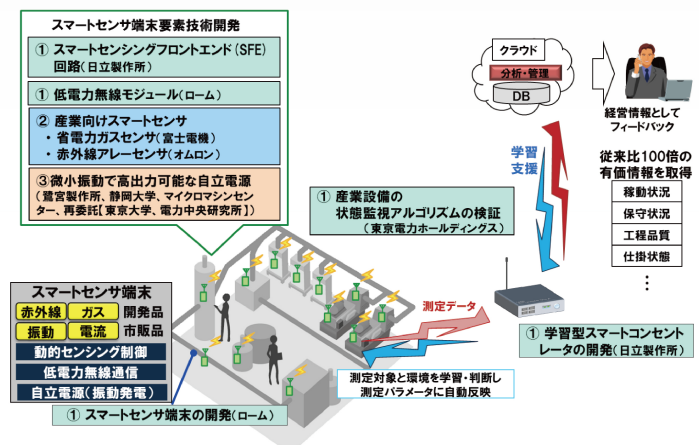 スマートセンサ端末要素技術開発
① スマートセンシングフロントエンド(SFE)
回路(日立製作所)
① 低電力無線モジュール(ローム)
② 産業向けスマートセンサ
・省電力ガスセンサ(富士電機)
・赤外線アレーセンサ(オムロン)
③微小振動で高出力可能な自立電源
(鷺宮製作所、静岡大学、マイクロマシンセン
ター、再委託【東京大学、電力中央研究所】)
クラウド
分析・管理
DB
経営情報として
フィードバック
学習
支援
従来比100倍の
有価情報を取得
稼動状況
保守状況
工程品質
仕掛状態
⋮
① 産業設備の
状態監視アルゴリズムの検証
(東京電力ホールディングス)
スマートセンサ端末
赤外線 ガス 開発品
振動 電流 市販品
動的センシング制御
低電力無線通信
自立電源(振動発電)
測定データ
① 学習型スマートコンセント
レータの開発(日立製作所)
測定対象と環境を学習・判断し
測定パラメータに自動反映
① スマートセンサ端末の開発(ローム)